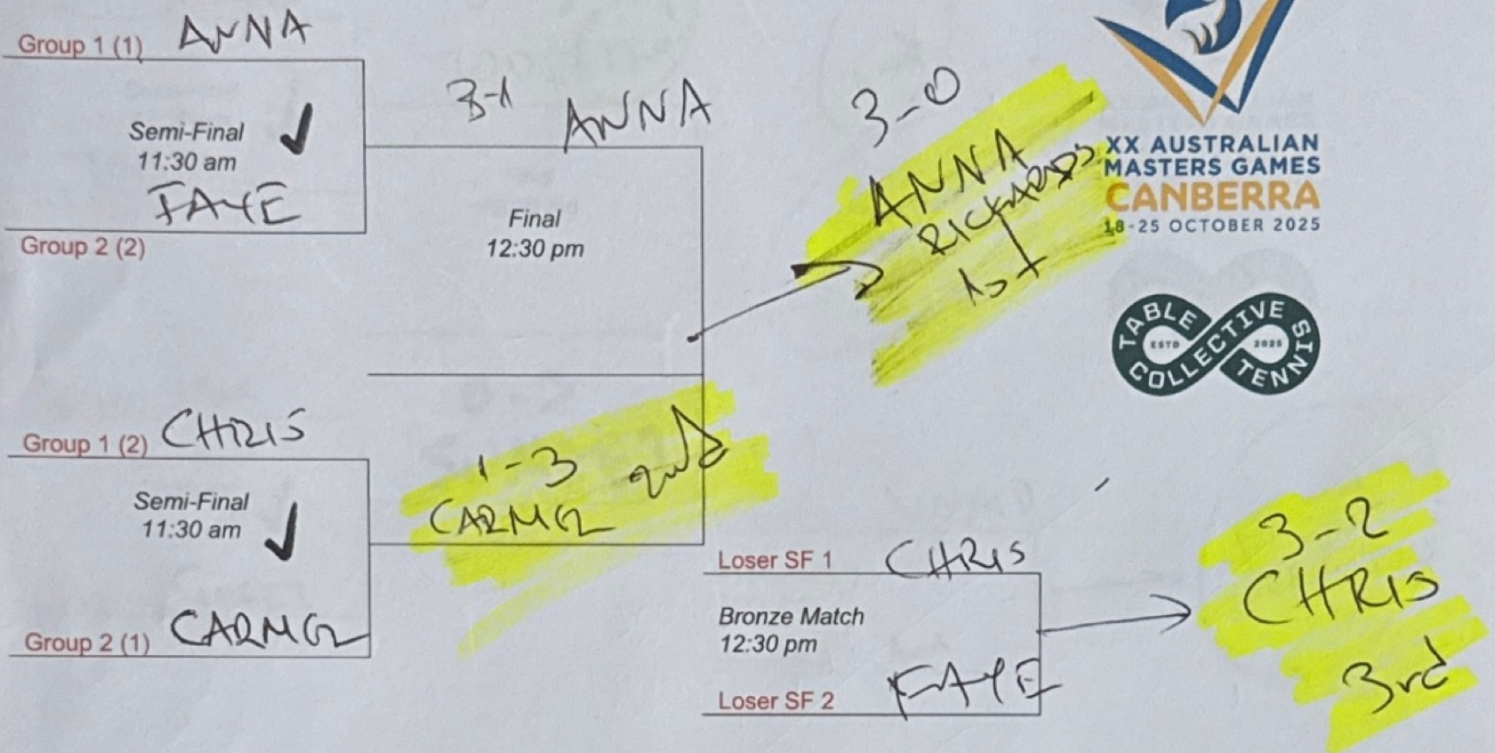 Group 1 (1) ANNA
Semi-Final
11:30 am
FAYE
Group 2 (2)
3-1 ANNA
Final
12:30 pm
3-0
ANNA
RICKARDS
1st
XX AUSTRALIAN
MASTERS GAMES
CANBERRA
18-25 OCTOBER 2025
TABLE TENNIS
COLLECTIVE
ESTD 2025
Group 1 (2) CHRIS
Semi-Final
11:30 am
Group 2 (1) CARMEL
1-3 2nd
CARMEL
Loser SF 1 CHRIS
Bronze Match
12:30 pm
Loser SF 2 FAYE
3-2
CHRIS
3rd